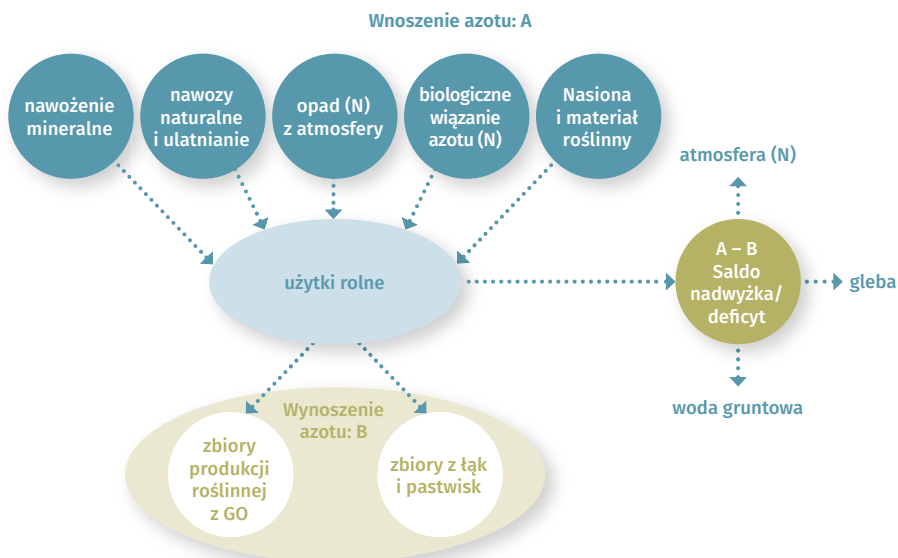 Wnoszenie azotu: A
nawożenie
mineralne
nawozy
naturalne
i ulatnianie
opad (N)
z atmosfery
biologiczne
wiązanie
azotu (N)
Nasiona
i materiał
roślinny
atmosfera (N)
użytki rolne
A – B
Saldo
nadwyżka/
deficyt
gleba
woda gruntowa
Wynoszenie
azotu: B
zbiory
produkcji
roślinnej
z GO
zbiory z łąk
i pastwisk